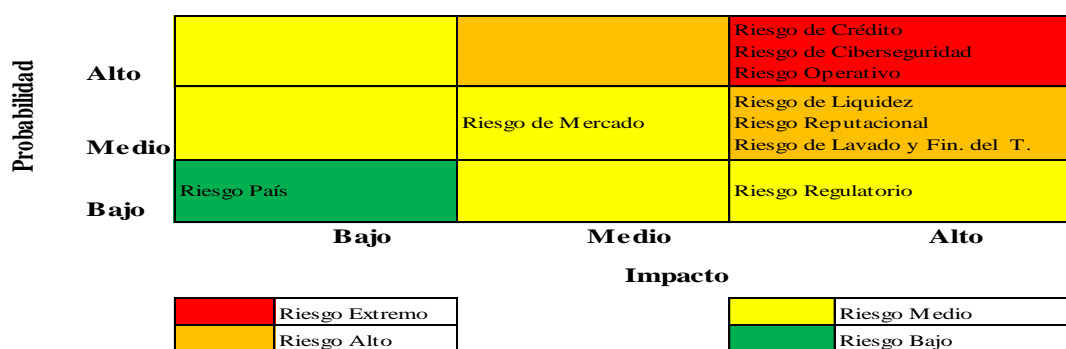 Probabilidad
Alto
Riesgo de Crédito
Riesgo de Ciberseguridad
Riesgo Operativo
Medio
Riesgo de Mercado
Riesgo de Liquidez
Riesgo Reputacional
Riesgo de Lavado y Fin. del T.
Bajo
Riesgo País
Riesgo Regulatorio
Bajo
Medio
Alto
Impacto
Riesgo Extremo
Riesgo Medio
Riesgo Alto
Riesgo Bajo